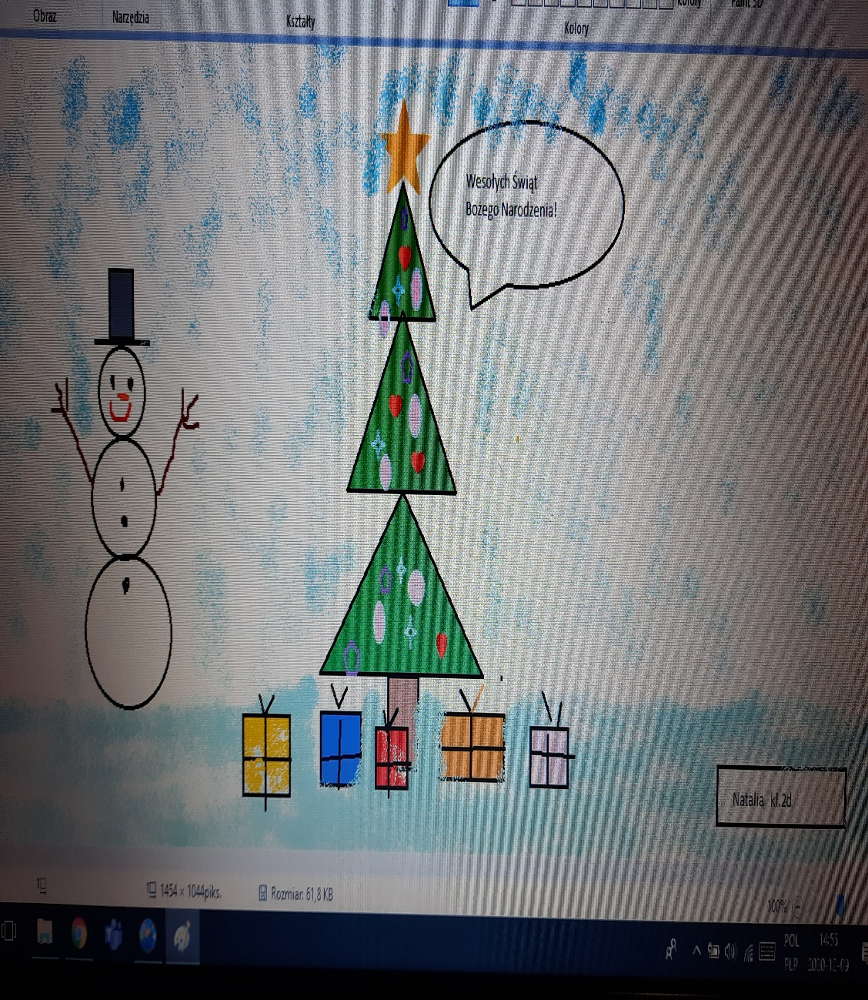 Obraz
Narzędzia
Kształty
Kolory
Kolory
Paint 3D
Wesołych Świąt
Bożego Narodzenia!
Natalia kl.2d
1454 × 1044piks.
Rozmiar: 61,8 KB
100%
POL
14:55
PLP
2020-12-09